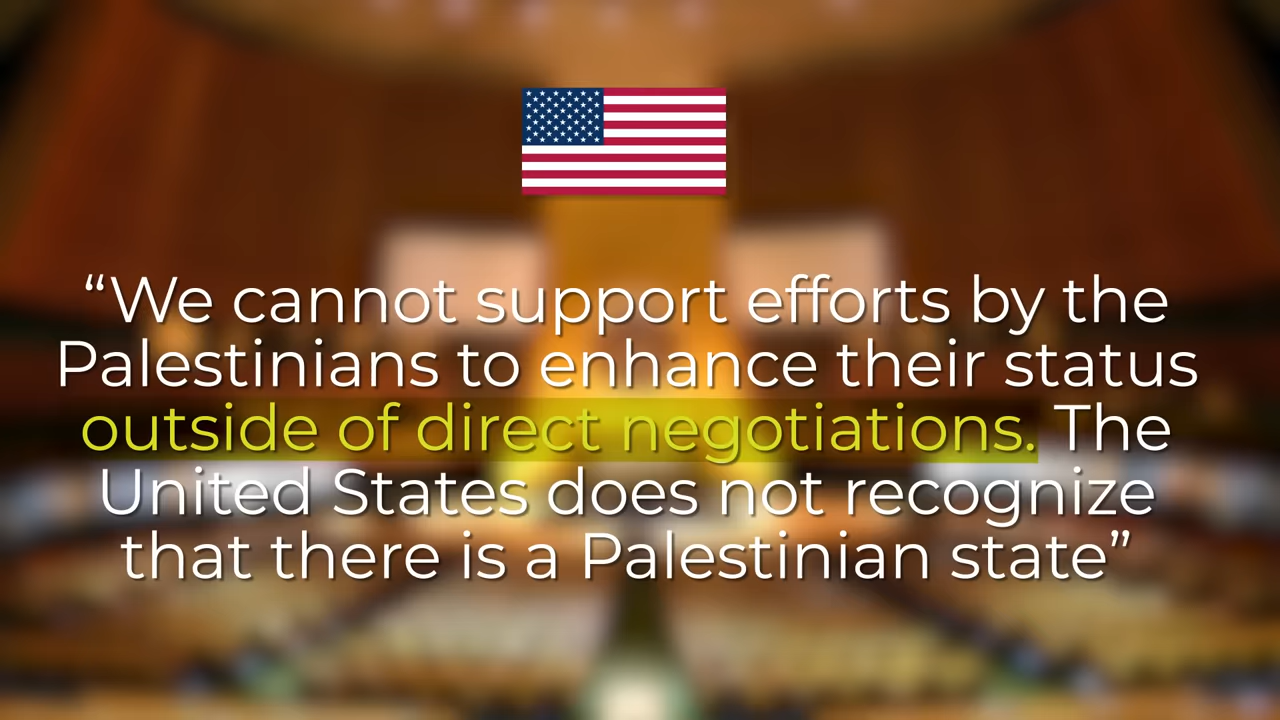 “We cannot support efforts by the
Palestinians to enhance their status
outside of direct negotiations. The
United States does not recognize
that there is a Palestinian state”